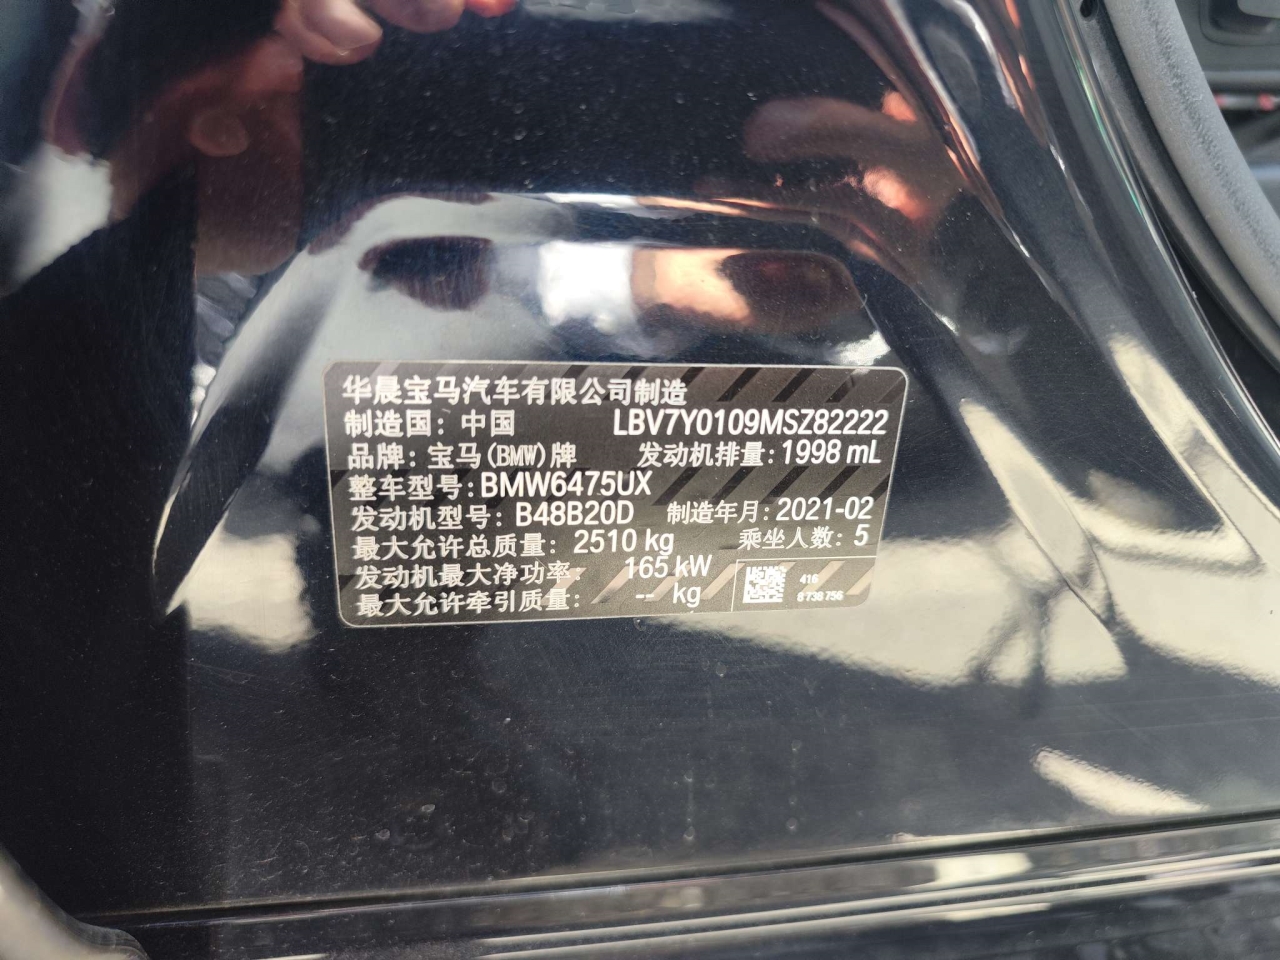 华晨宝马汽车有限公司制造
制造国：中国 LBV7Y0109MSZ82222
品牌：宝马(BMW)牌 发动机排量：1998 mL
整车型号：BMW6475UX
发动机型号：B48B20D 制造年月：2021-02
最大允许总质量：2510 kg 乘坐人数：5
发动机最大净功率：165 kW
最大允许牵引质量：-- kg
416
8 738 756